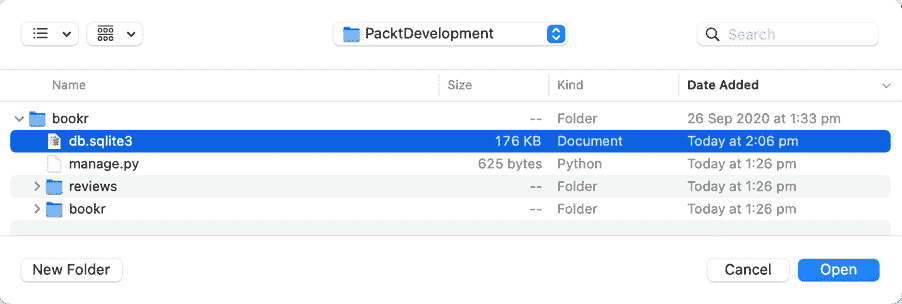 PacktDevelopment
Search
Name Size Kind Date Added
bookr -- Folder 26 Sep 2020 at 1:33 pm
db.sqlite3 176 KB Document Today at 2:06 pm
manage.py 625 bytes Python Today at 1:26 pm
reviews -- Folder Today at 1:26 pm
bookr -- Folder Today at 1:26 pm
New Folder Cancel Open